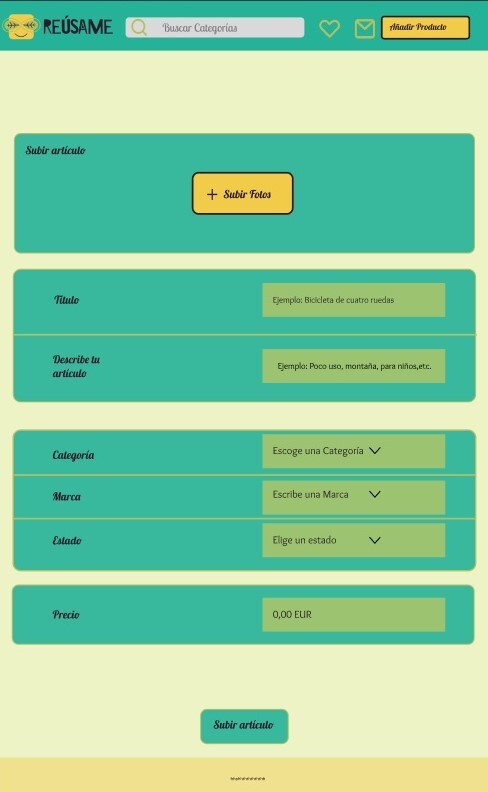 REÚSAME
Buscar Categorías
Añadir Producto
Subir artículo
+ Subir Fotos
Título
Ejemplo: Bicicleta de cuatro ruedas
Describe tu
artículo
Ejemplo: Poco uso, montaña, para niños,etc.
Categoría
Escoge una Categoría
Marca
Escribe una Marca
Estado
Elige un estado
Precio
0,00 EUR
Subir artículo